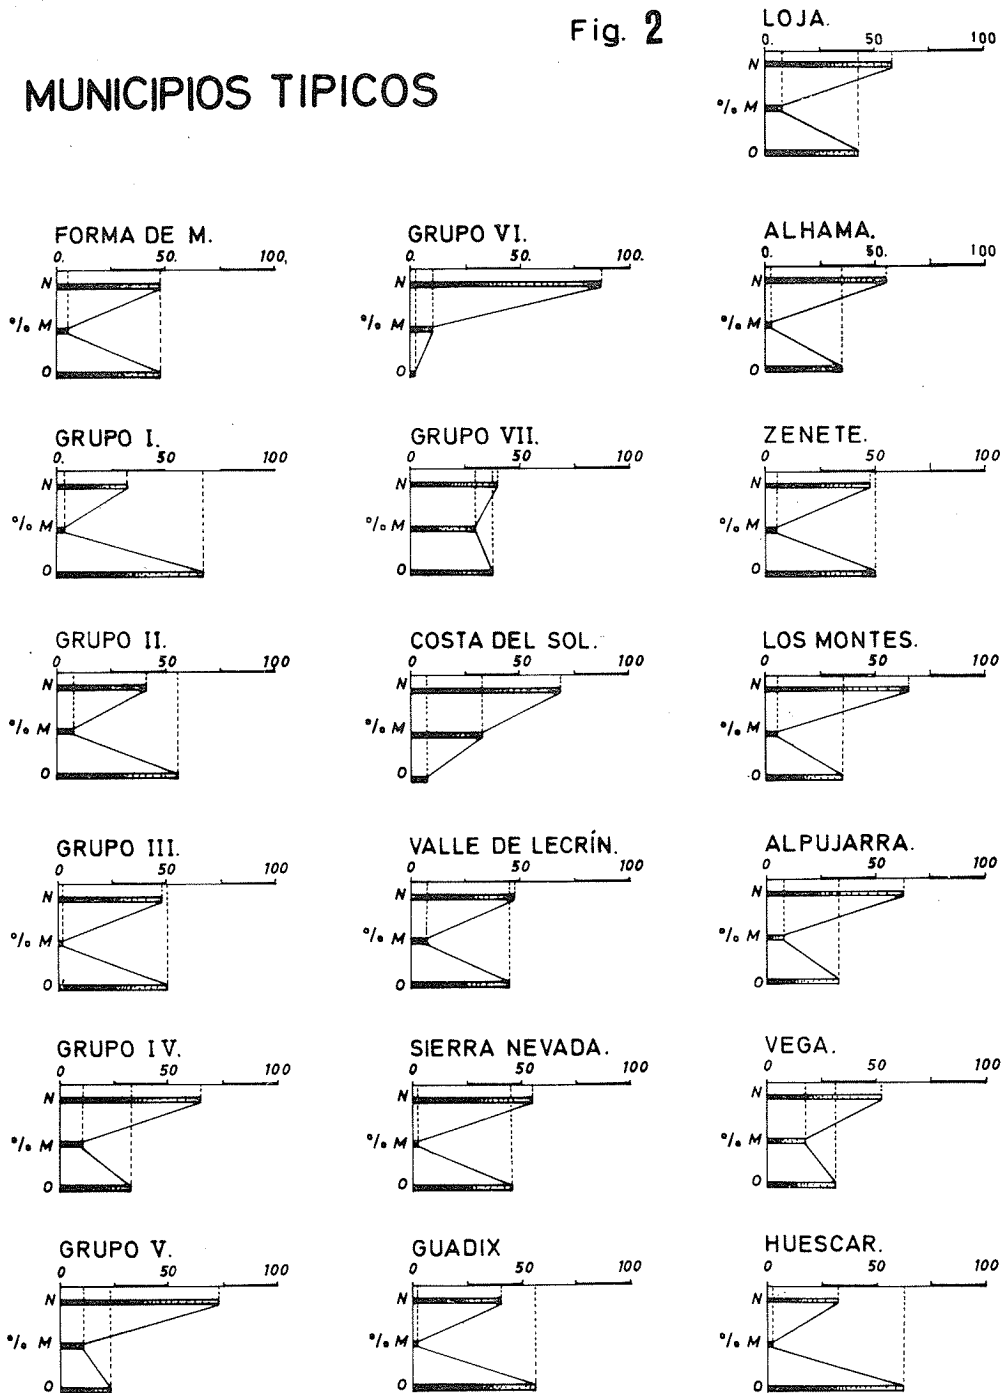 Fig. 2
MUNICIPIOS TIPICOS
LOJA.
0. 50 100
N
% M
O
FORMA DE M.
0. 50. 100.
N
% M
O
GRUPO VI.
0. 50. 100.
N
% M
O
ALHAMA.
0. 50 100
N
% M
O
GRUPO I.
0. 50 100
N
% M
O
GRUPO VII.
0 50 100
N
% M
O
ZENETE.
0 50 100
N
% M
O
GRUPO II.
0 50 100
N
% M
O
COSTA DEL SOL.
0 50 100
N
% M
O
LOS MONTES.
0 50 100
N
% M
O
GRUPO III.
0 50 100
N
% M
O
VALLE DE LECRÍN.
0 50 100
N
% M
O
ALPUJARRA.
0 50 100
N
% M
O
GRUPO IV.
0 50 100
N
% M
O
SIERRA NEVADA.
0 50 100
N
% M
O
VEGA.
0 50 100
N
% M
O
GRUPO V.
0 50 100
N
% M
O
GUADIX
0 50 100
N
% M
O
HUESCAR.
0 50 100
N
% M
O